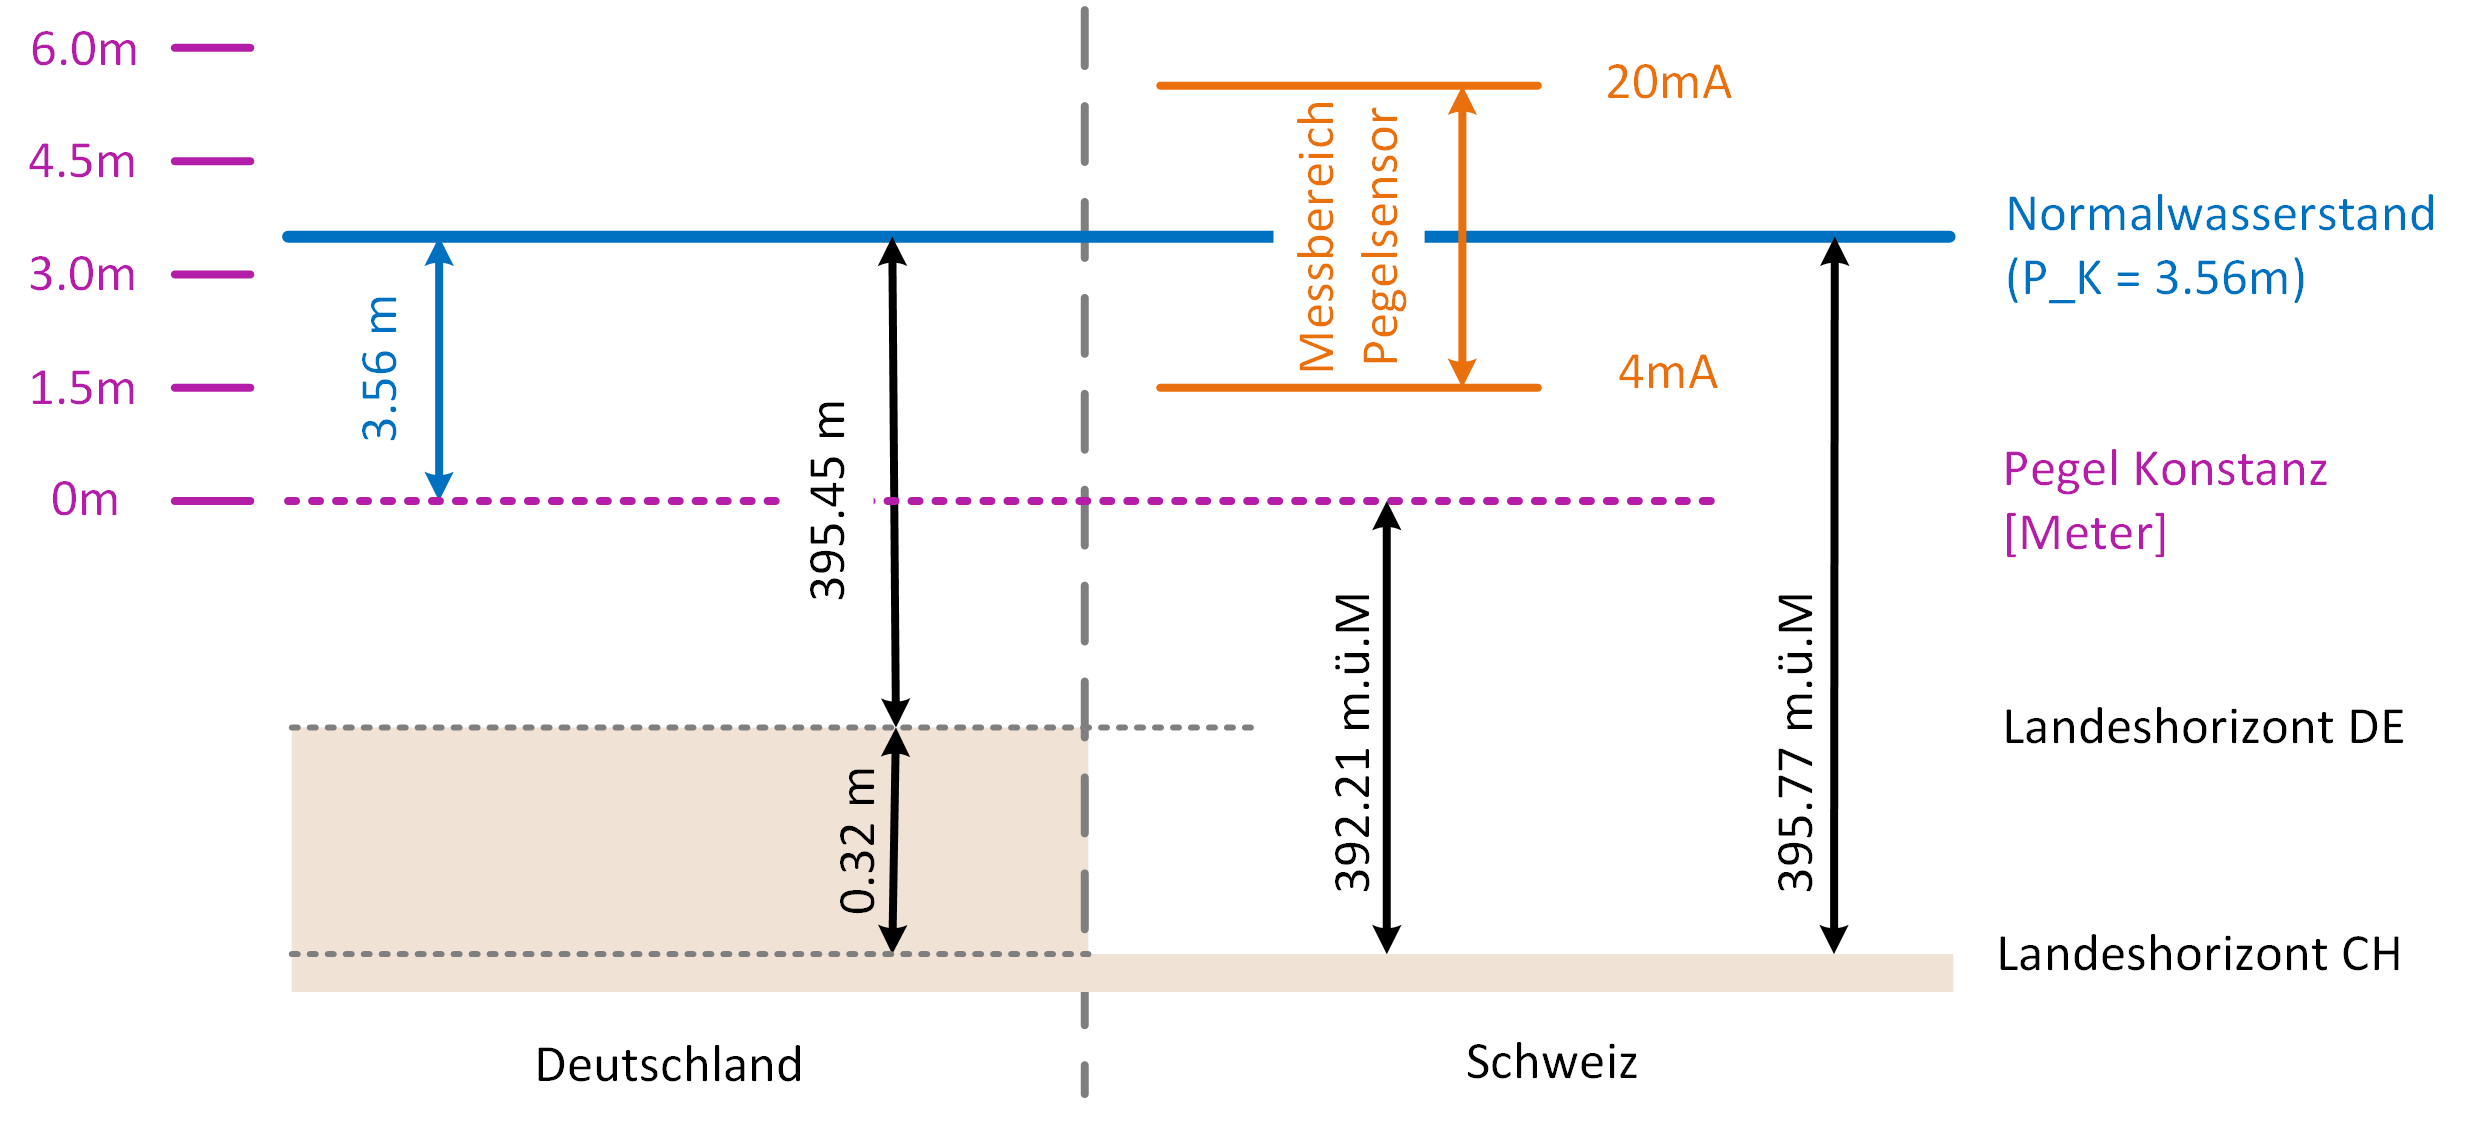 6.0m
4.5m
3.0m
1.5m
0m
3.56 m
395.45 m
0.32 m
Messbereich
Pegelsensor
20mA
4mA
392.21 m.ü.M
395.77 m.ü.M
Normalwasserstand
(P_K = 3.56m)
Pegel Konstanz
[Meter]
Landeshorizont DE
Landeshorizont CH
Deutschland
Schweiz